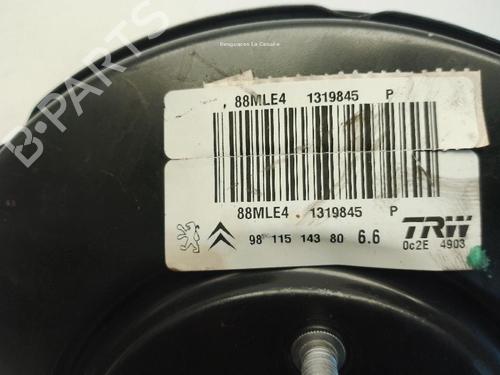 Desguaces La Cabaña
B-PARTS
, 88MLE4 1319845 P
88MLE4 1319845 P
98 115 143 80 6.6
TRW
0c2E 4903